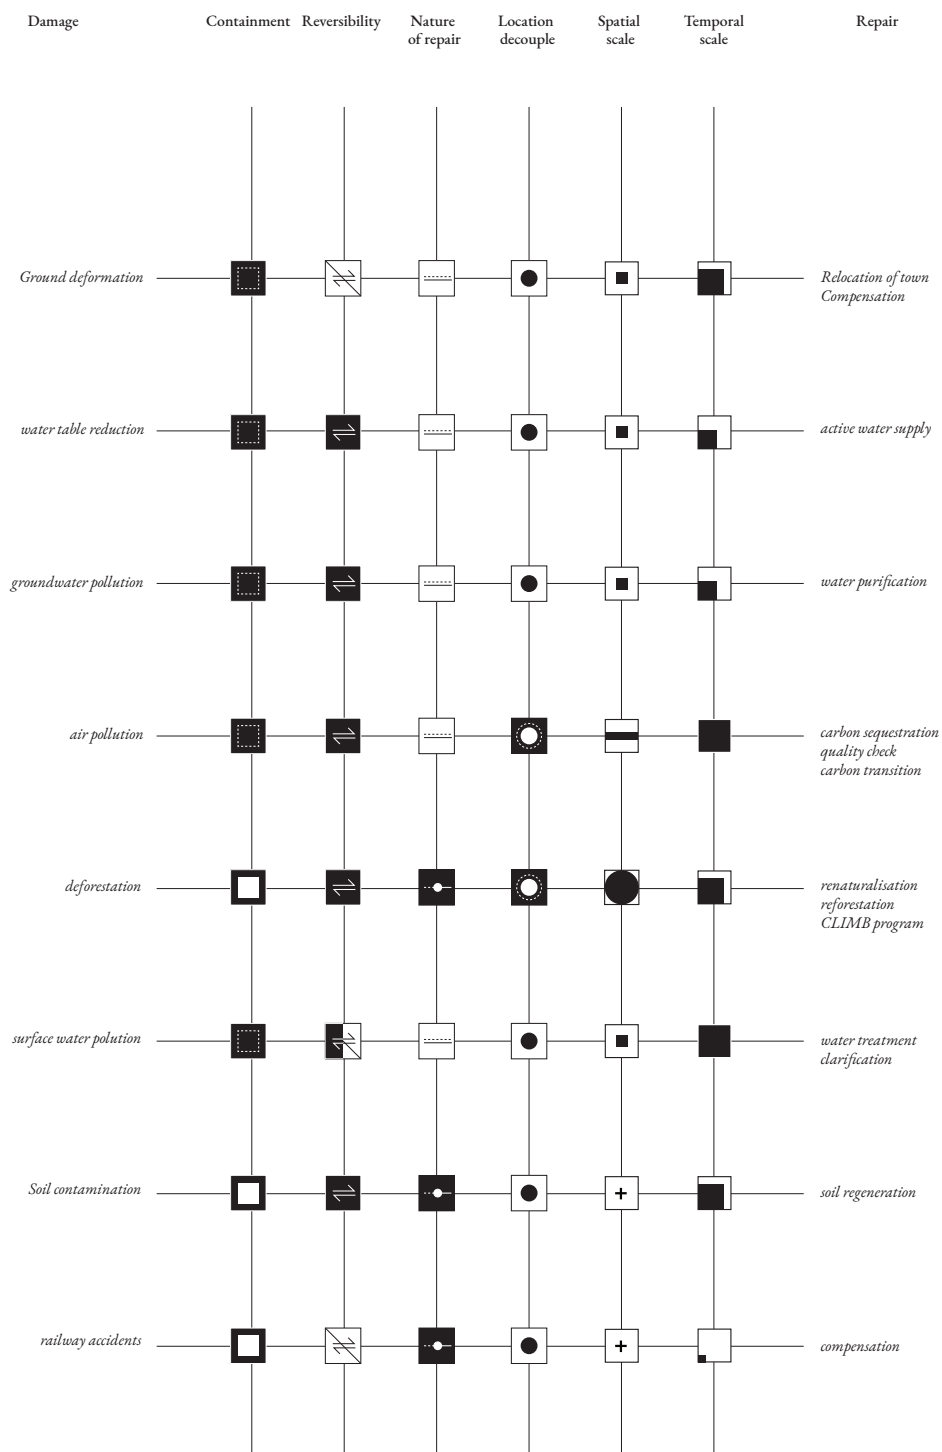 Damage
Containment
Reversibility
Nature
of repair
Location
decouple
Spatial
scale
Temporal
scale
Repair
Ground deformation
Relocation of town
Compensation
water table reduction
active water supply
groundwater pollution
water purification
air pollution
carbon sequestration
quality check
carbon transition
deforestation
renaturalisation
reforestation
CLIMB program
surface water polution
water treatment
clarification
Soil contamination
soil regeneration
railway accidents
compensation